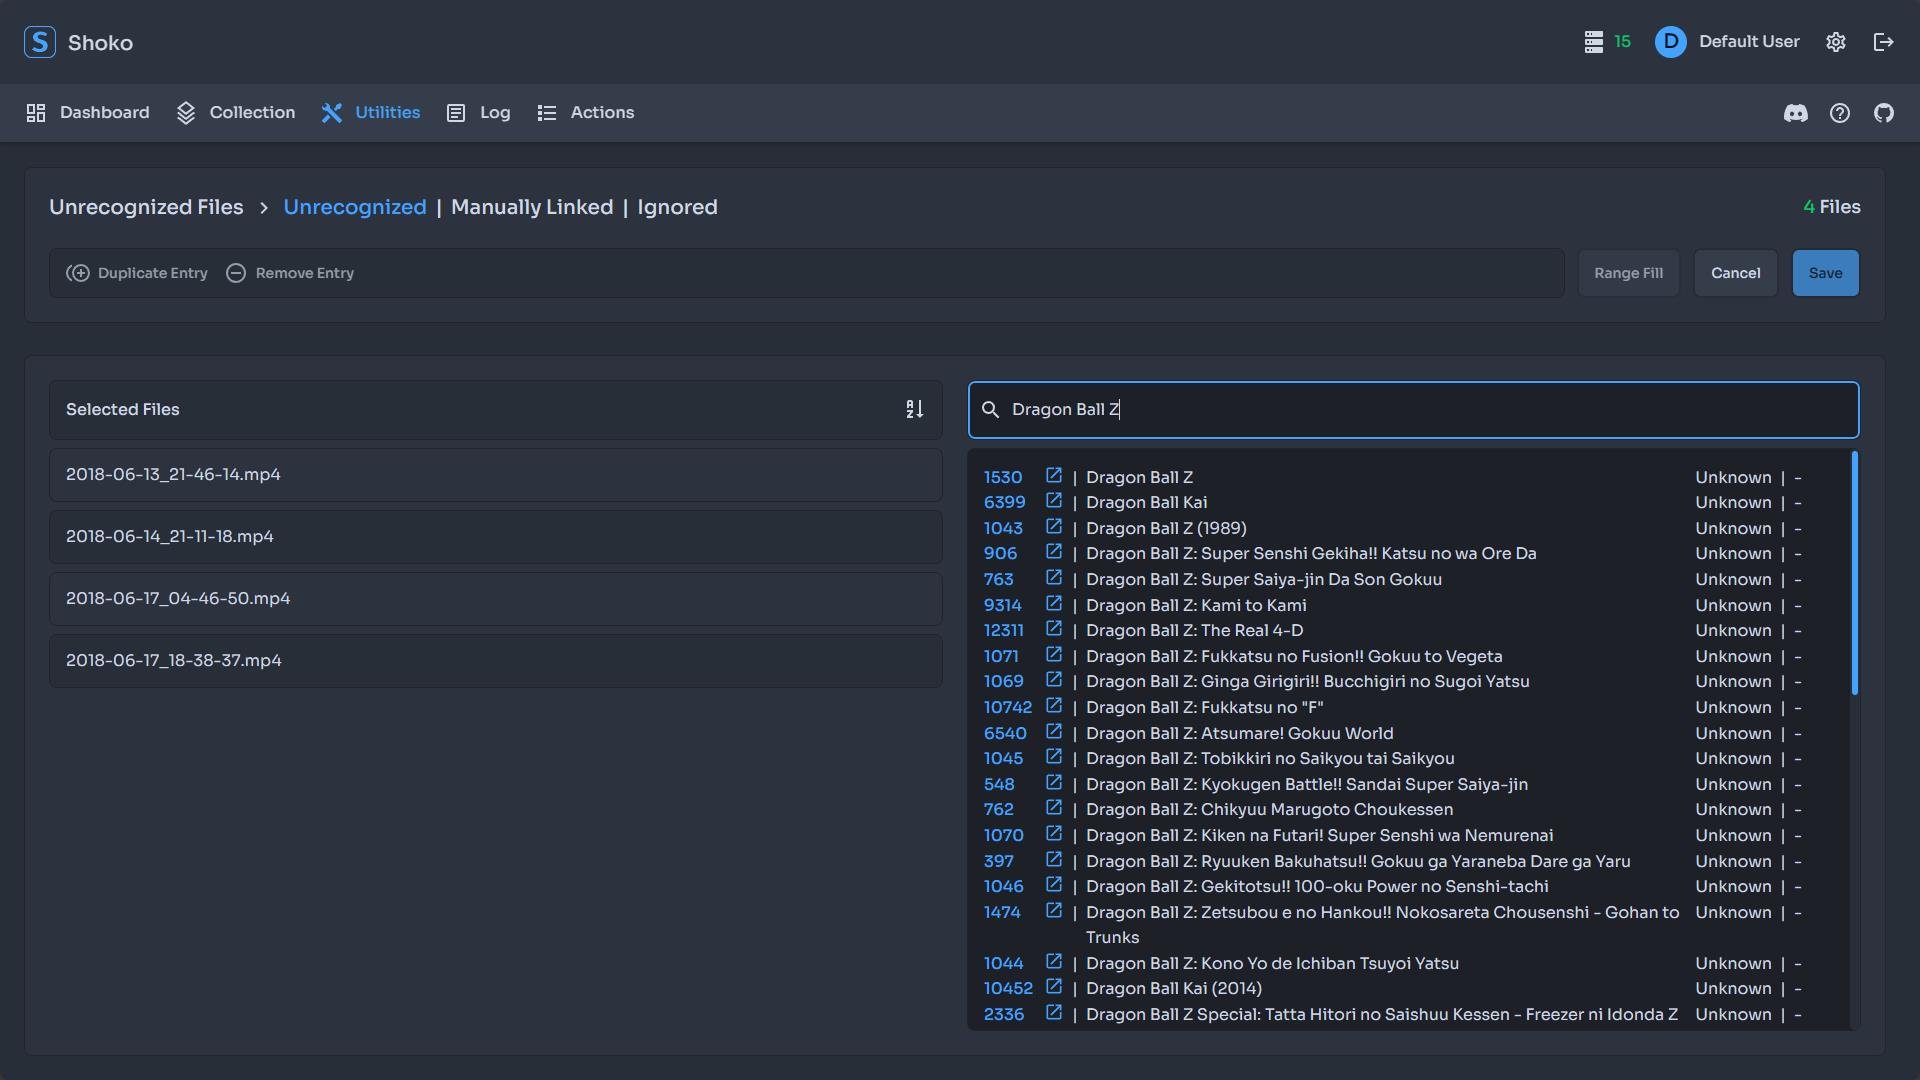 S Shoko
15
D Default User
Dashboard Collection Utilities Log Actions
Unrecognized Files > Unrecognized | Manually Linked | Ignored
4 Files
Duplicate Entry Remove Entry
Range Fill Cancel Save
Selected Files
2018-06-13_21-46-14.mp4
2018-06-14_21-11-18.mp4
2018-06-17_04-46-50.mp4
2018-06-17_18-38-37.mp4
Dragon Ball Z
1530 | Dragon Ball Z Unknown | -
6399 | Dragon Ball Kai Unknown | -
1043 | Dragon Ball Z (1989) Unknown | -
906 | Dragon Ball Z: Super Senshi Gekiha!! Katsu no wa Ore Da Unknown | -
763 | Dragon Ball Z: Super Saiya-jin Da Son Gokuu Unknown | -
9314 | Dragon Ball Z: Kami to Kami Unknown | -
12311 | Dragon Ball Z: The Real 4-D Unknown | -
1071 | Dragon Ball Z: Fukkatsu no Fusion!! Gokuu to Vegeta Unknown | -
1069 | Dragon Ball Z: Ginga Girigiri!! Bucchigiri no Sugoi Yatsu Unknown | -
10742 | Dragon Ball Z: Fukkatsu no "F" Unknown | -
6540 | Dragon Ball Z: Atsumare! Gokuu World Unknown | -
1045 | Dragon Ball Z: Tobikkiri no Saikyou tai Saikyou Unknown | -
548 | Dragon Ball Z: Kyokugen Battle!! Sandai Super Saiya-jin Unknown | -
762 | Dragon Ball Z: Chikyuu Marugoto Choukessen Unknown | -
1070 | Dragon Ball Z: Kiken na Futari! Super Senshi wa Nemurenai Unknown | -
397 | Dragon Ball Z: Ryuuken Bakuhatsu!! Gokuu ga Yaraneba Dare ga Yaru Unknown | -
1046 | Dragon Ball Z: Gekitotsu!! 100-oku Power no Senshi-tachi Unknown | -
1474 | Dragon Ball Z: Zetsubou e no Hankou!! Nokosareta Chousenshi - Gohan to Unknown | -
Trunks
1044 | Dragon Ball Z: Kono Yo de Ichiban Tsuyoi Yatsu Unknown | -
10452 | Dragon Ball Kai (2014) Unknown | -
2336 | Dragon Ball Z Special: Tatta Hitori no Saishuu Kessen - Freezer ni Idonda Z Unknown | -